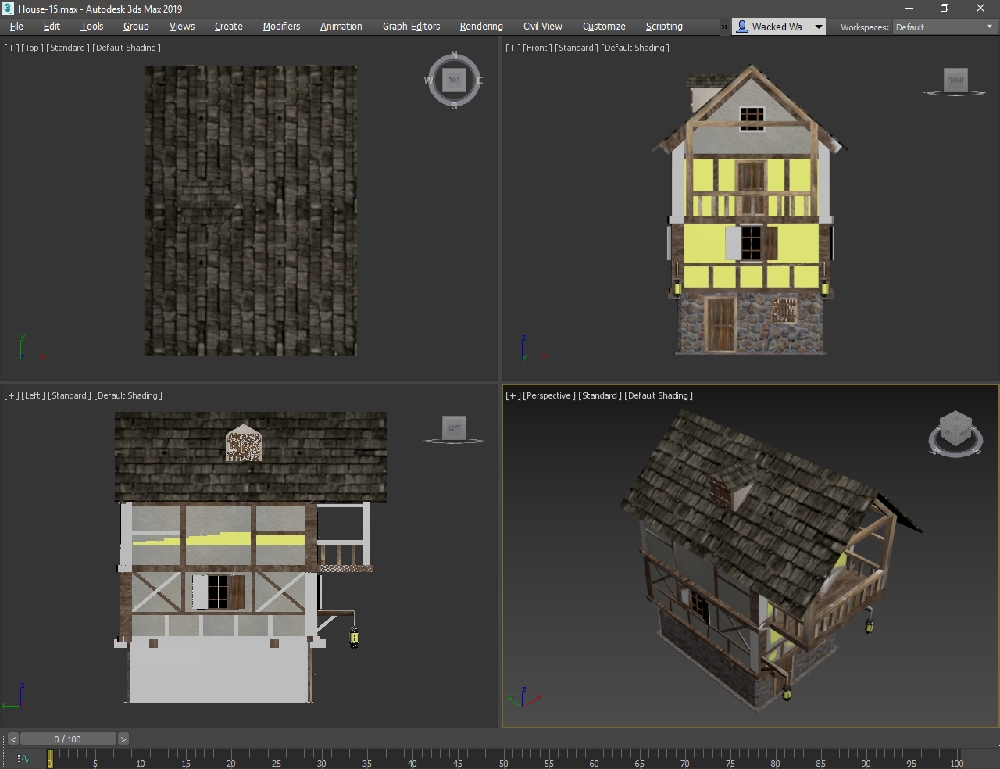 House-15.max - Autodesk 3ds Max 2019
File Edit Tools Group Views Create Modifiers Animation Graph Editors Rendering Civil View Customize Scripting » Wacked Wa Workspaces: Default
[+] [Top] [Standard] [Default Shading]
N
W TOP E
S
[+] [Front] [Standard] [Default Shading]
FRONT
[+] [Left] [Standard] [Default Shading]
LEFT
[+] [Perspective] [Standard] [Default Shading]
< 0 / 100 >
0 5 10 15 20 25 30 35 40 45 50 55 60 65 70 75 80 85 90 95 100